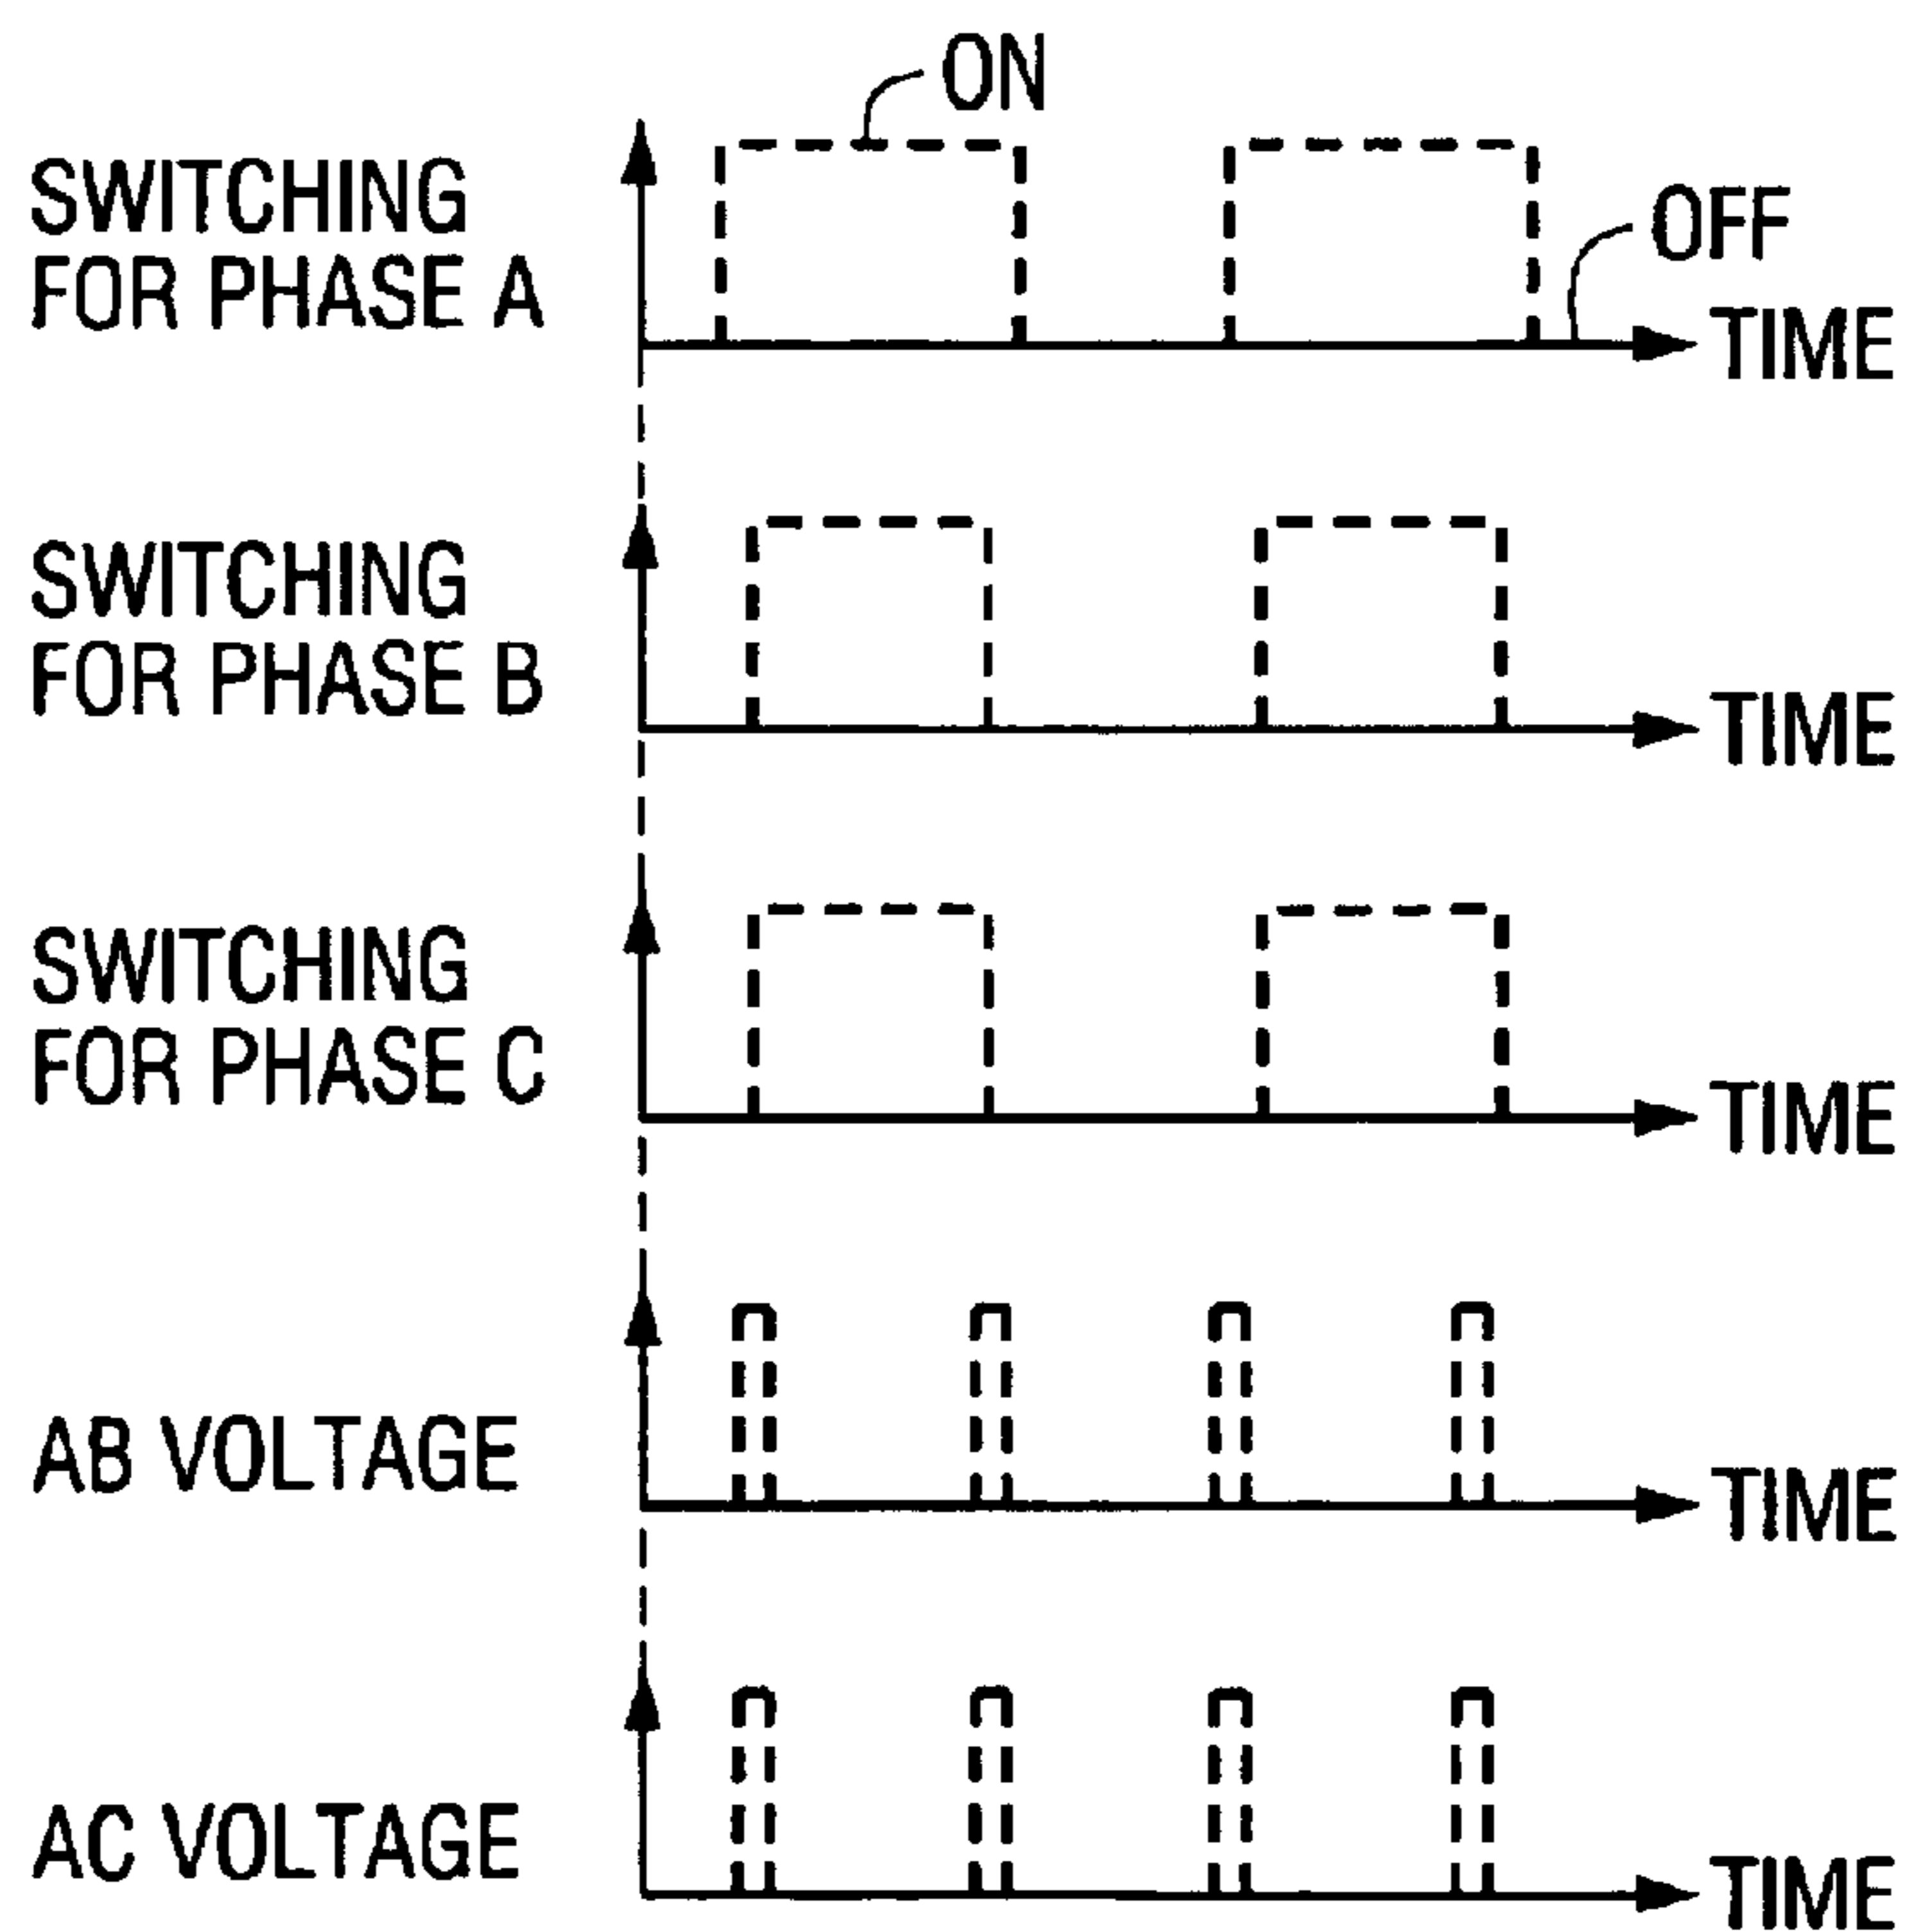 ON
SWITCHING
FOR PHASE A
OFF
TIME
SWITCHING
FOR PHASE B
TIME
SWITCHING
FOR PHASE C
TIME
AB VOLTAGE
TIME
AC VOLTAGE
TIME